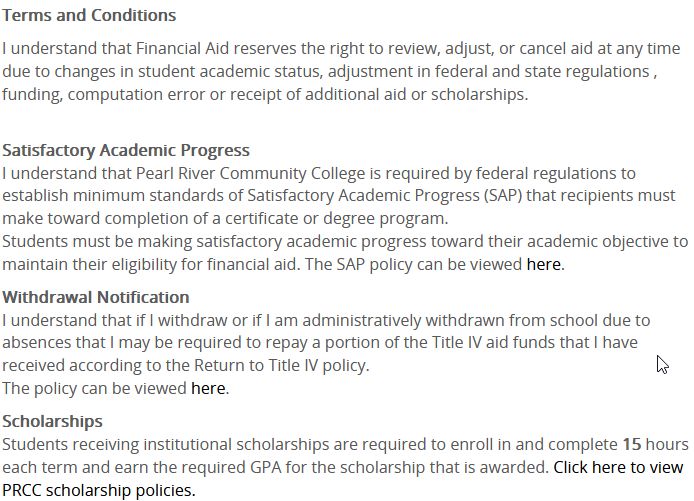 Terms and Conditions
I understand that Financial Aid reserves the right to review, adjust, or cancel aid at any time
due to changes in student academic status, adjustment in federal and state regulations ,
funding, computation error or receipt of additional aid or scholarships.
Satisfactory Academic Progress
I understand that Pearl River Community College is required by federal regulations to
establish minimum standards of Satisfactory Academic Progress (SAP) that recipients must
make toward completion of a certificate or degree program.
Students must be making satisfactory academic progress toward their academic objective to
maintain their eligibility for financial aid. The SAP policy can be viewed here.
Withdrawal Notification
I understand that if I withdraw or if I am administratively withdrawn from school due to
absences that I may be required to repay a portion of the Title IV aid funds that I have
received according to the Return to Title IV policy.
The policy can be viewed here.
Scholarships
Students receiving institutional scholarships are required to enroll in and complete 15 hours
each term and earn the required GPA for the scholarship that is awarded. Click here to view
PRCC scholarship policies.